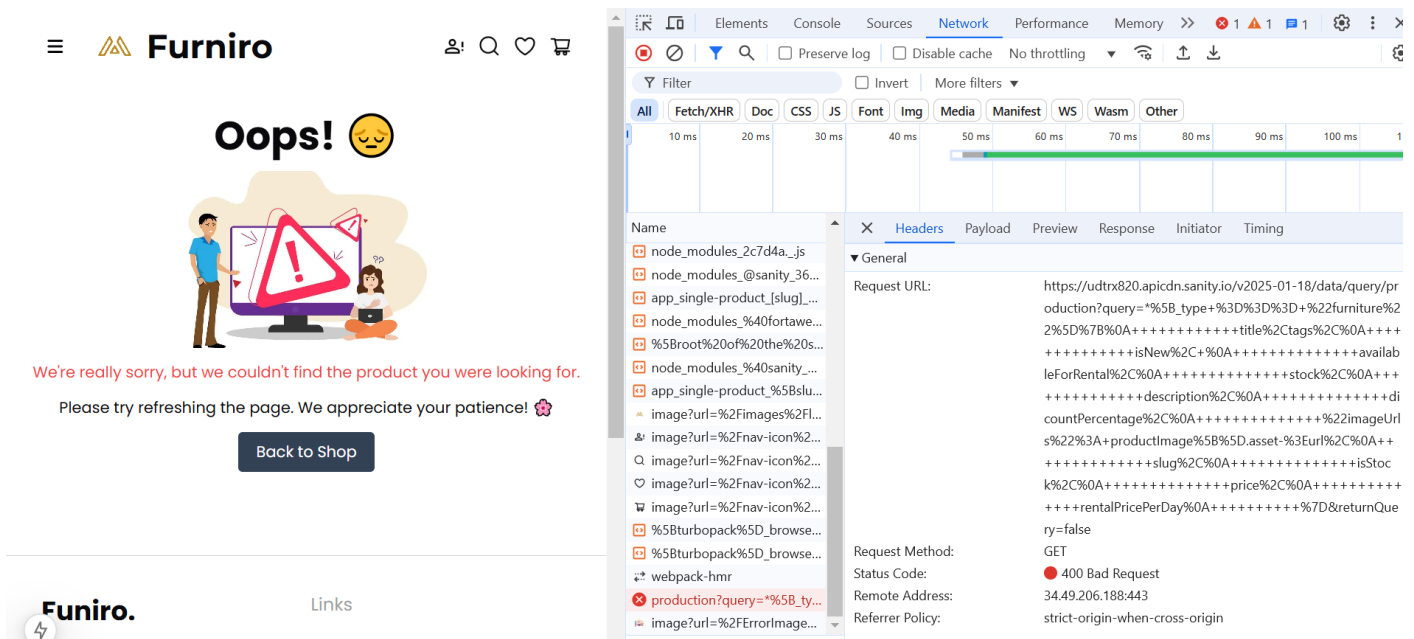 Furniro
Oops! 😔
??
We're really sorry, but we couldn't find the product you were looking for.
Please try refreshing the page. We appreciate your patience! 🌸
Back to Shop
Funiro.
Links
Elements Console Sources Network Performance Memory 1 1 1
Preserve log Disable cache No throttling
Filter Invert More filters
All Fetch/XHR Doc CSS JS Font Img Media Manifest WS Wasm Other
10 ms 20 ms 30 ms 40 ms 50 ms 60 ms 70 ms 80 ms 90 ms 100 ms 1
Name
node_modules_2c7d4a._.js
node_modules_@sanity_36...
app_single-product_[slug]_...
node_modules_%40fortawe...
%5Broot%20of%20the%20s...
node_modules_%40sanity_...
app_single-product_%5Bslu...
image?url=%2Fimages%2Fl...
image?url=%2Fnav-icon%2...
image?url=%2Fnav-icon%2...
image?url=%2Fnav-icon%2...
image?url=%2Fnav-icon%2...
%5Bturbopack%5D_browse...
%5Bturbopack%5D_browse...
webpack-hmr
production?query=*%5B_ty...
image?url=%2FErrorImage...
Headers Payload Preview Response Initiator Timing
General
Request URL:
https://udtrx820.apicdn.sanity.io/v2025-01-18/data/query/pr
oduction?query=*%5B_type+%3D%3D%3D+%22furniture%2
2%5D%7B%0A++++++++++++title%2Ctags%2C%0A++++
++++++++++isNew%2C+%0A++++++++++++++availab
leForRental%2C%0A++++++++++++++stock%2C%0A+++
+++++++++++description%2C%0A++++++++++++++di
countPercentage%2C%0A++++++++++++++%22imageUrl
s%22%3A+productImage%5B%5D.asset-%3Eurl%2C%0A++
++++++++++++slug%2C%0A++++++++++++++isStoc
k%2C%0A++++++++++++++price%2C%0A++++++++++
++++rentalPricePerDay%0A++++++++++%7D&returnQue
ry=false
Request Method: GET
Status Code: 400 Bad Request
Remote Address: 34.49.206.188:443
Referrer Policy: strict-origin-when-cross-origin